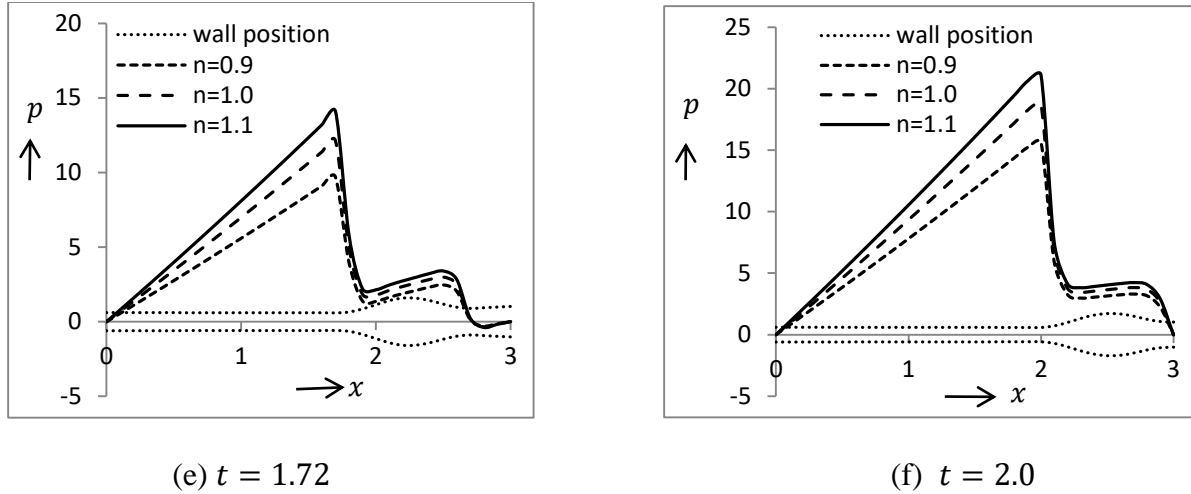 20
15
10
5
0
-5
p
wall position
n=0.9
n=1.0
n=1.1
0 1 2 3
x
(e) t = 1.72
25
20
15
10
5
0
-5
p
wall position
n=0.9
n=1.0
n=1.1
0 1 2 3
x
(f) t = 2.0